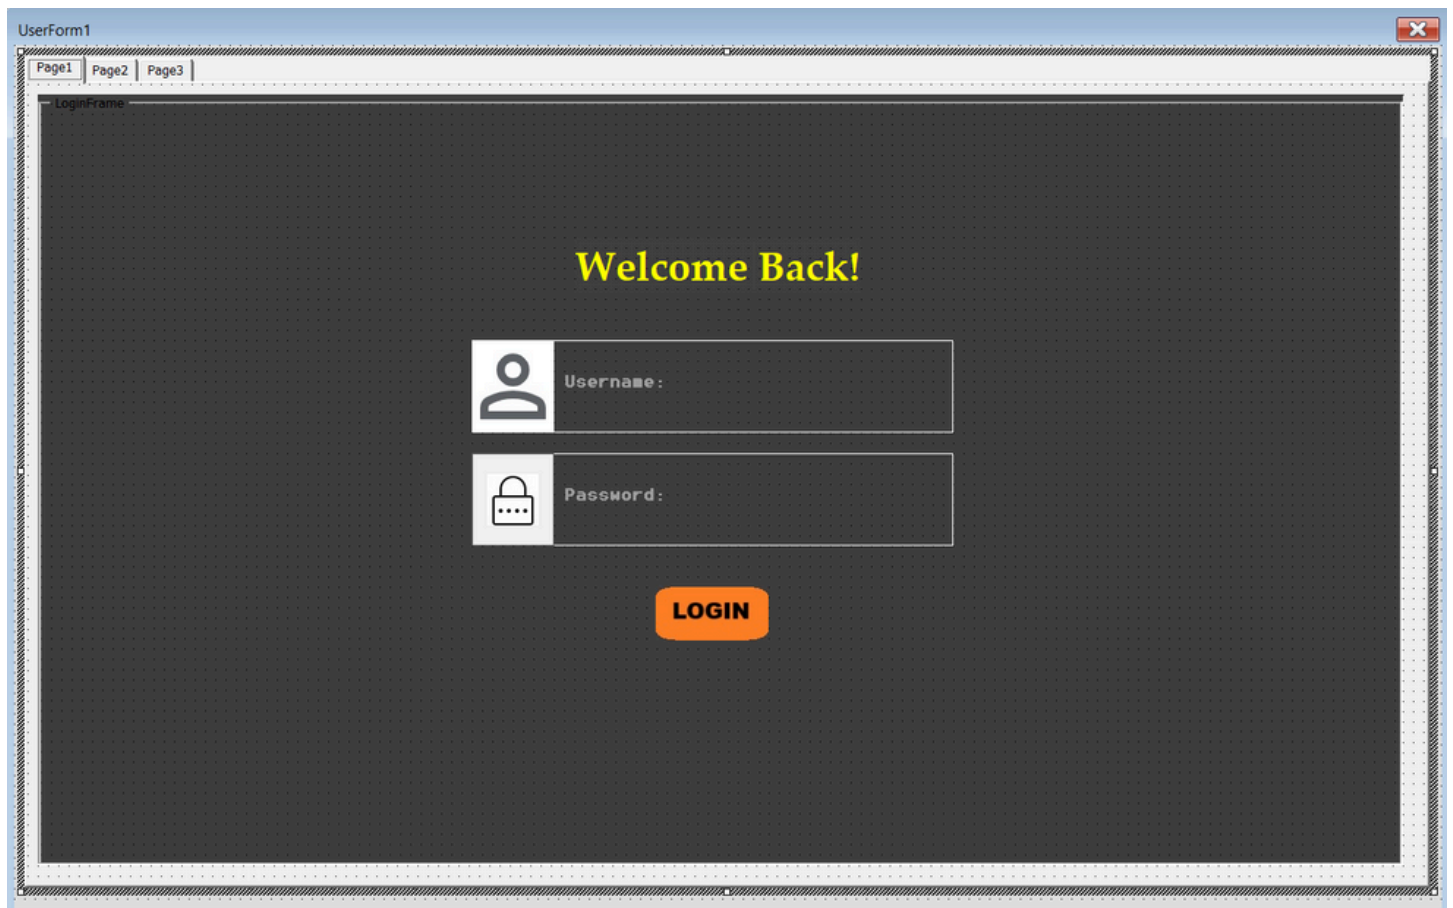 UserForm1
Page1 Page2 Page3
LoginFrame
Welcome Back!
Username:
Password:
LOGIN